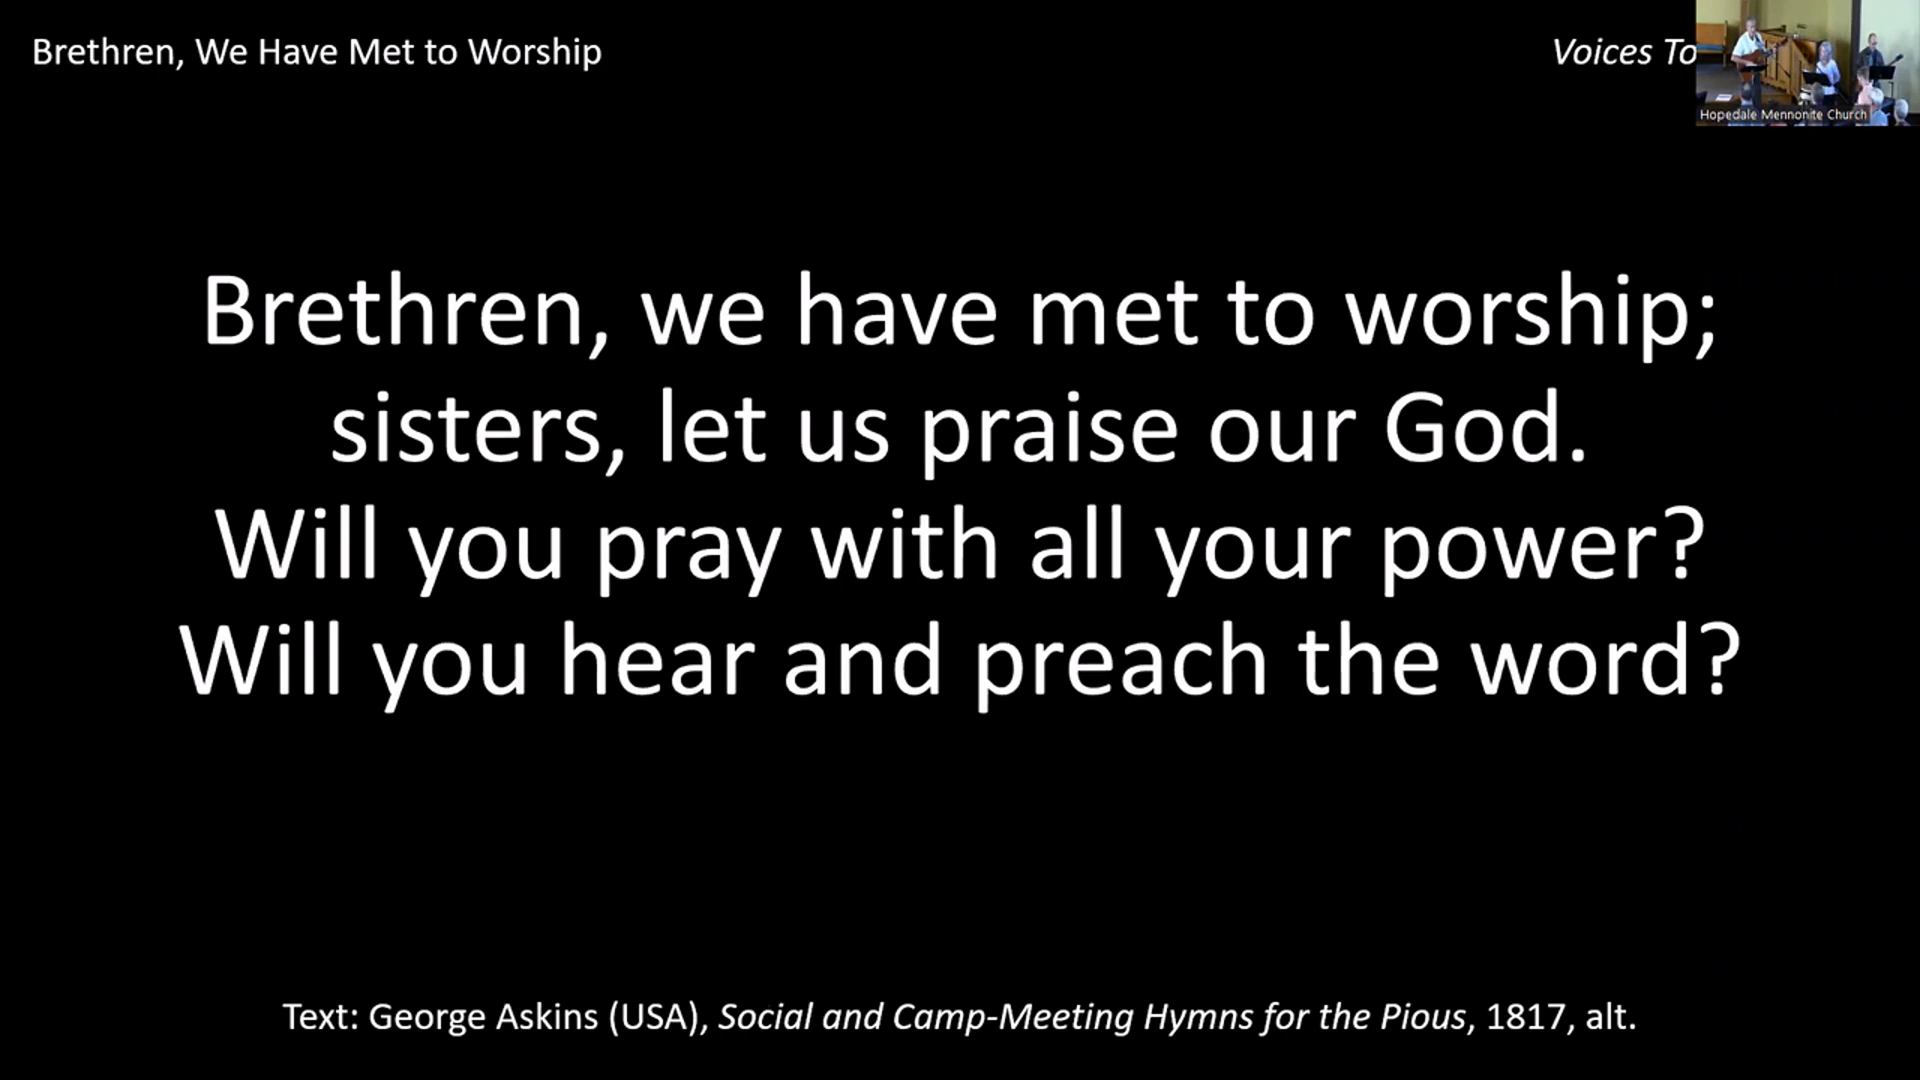 Brethren, We Have Met to Worship
Voices To
Hopedale Mennonite Church
Brethren, we have met to worship;
sisters, let us praise our God.
Will you pray with all your power?
Will you hear and preach the word?
Text: George Askins (USA), Social and Camp-Meeting Hymns for the Pious, 1817, alt.